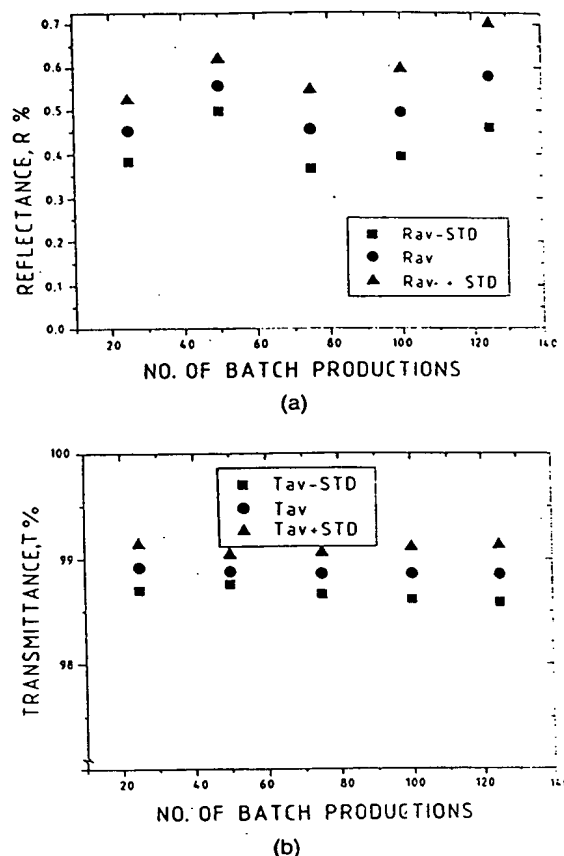 0.7
0.6
0.5
0.4
0.3
0.2
0.1
0.0
REFLECTANCE, R %
■ Rav-STD
● Rav
▲ Rav- + STD
20 40 60 80 100 120 140
NO. OF BATCH PRODUCTIONS
(a)
100
99
98
TRANSMITTANCE,T%
■ Tav-STD
● Tav
▲ Tav+STD
20 40 60 80 100 120 140
NO. OF BATCH PRODUCTIONS
(b)